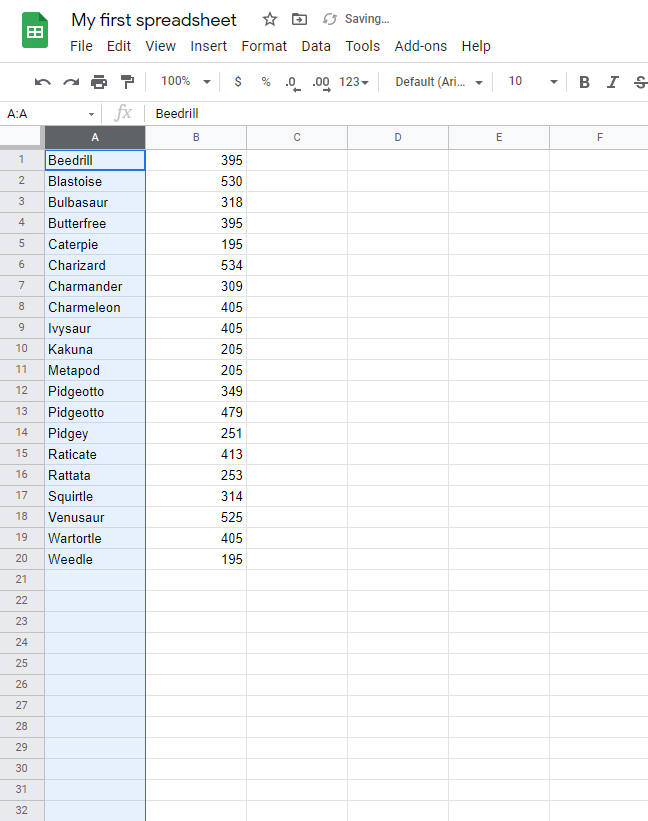 My first spreadsheet Saving...
File Edit View Insert Format Data Tools Add-ons Help
100% $ % .0 .00 123 Default (Ari... 10 B I S
A:A fx Beedrill
A B C D E F
1 Beedrill 395
2 Blastoise 530
3 Bulbasaur 318
4 Butterfree 395
5 Caterpie 195
6 Charizard 534
7 Charmander 309
8 Charmeleon 405
9 Ivysaur 405
10 Kakuna 205
11 Metapod 205
12 Pidgeotto 349
13 Pidgeotto 479
14 Pidgey 251
15 Raticate 413
16 Rattata 253
17 Squirtle 314
18 Venusaur 525
19 Wartortle 405
20 Weedle 195
21
22
23
24
25
26
27
28
29
30
31
32